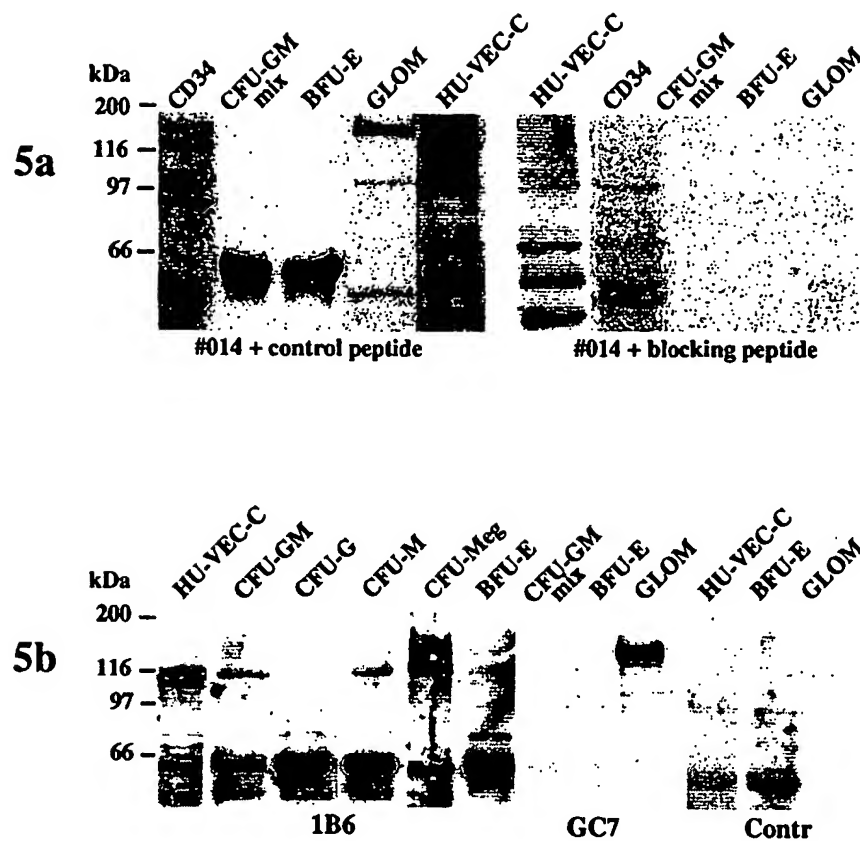 5a
kDa
200
116
97
66
CD34
CFU-GM
mix
BFU-E
GLOM
HU-VEC-C
HU-VEC-C
CD34
CFU-GM
mix
BFU-E
GLOM
#014 + control peptide
#014 + blocking peptide
5b
kDa
200
116
97
66
HU-VEC-C
CFU-GM
CFU-G
CFU-M
CFU-Meg
BFU-E
CFU-GM
mix
BFU-E
GLOM
HU-VEC-C
BFU-E
GLOM
1B6
GC7
Contr